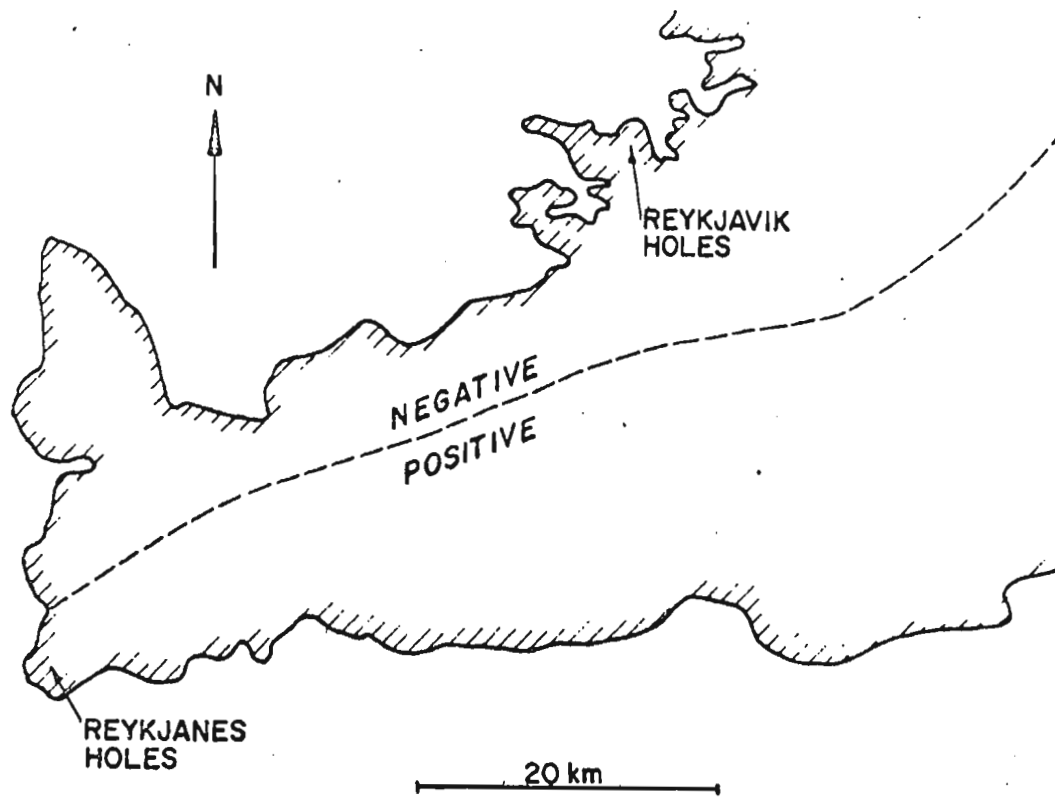 N
REYKJAVIK
HOLES
NEGATIVE
POSITIVE
REYKJANES
HOLES
20 km